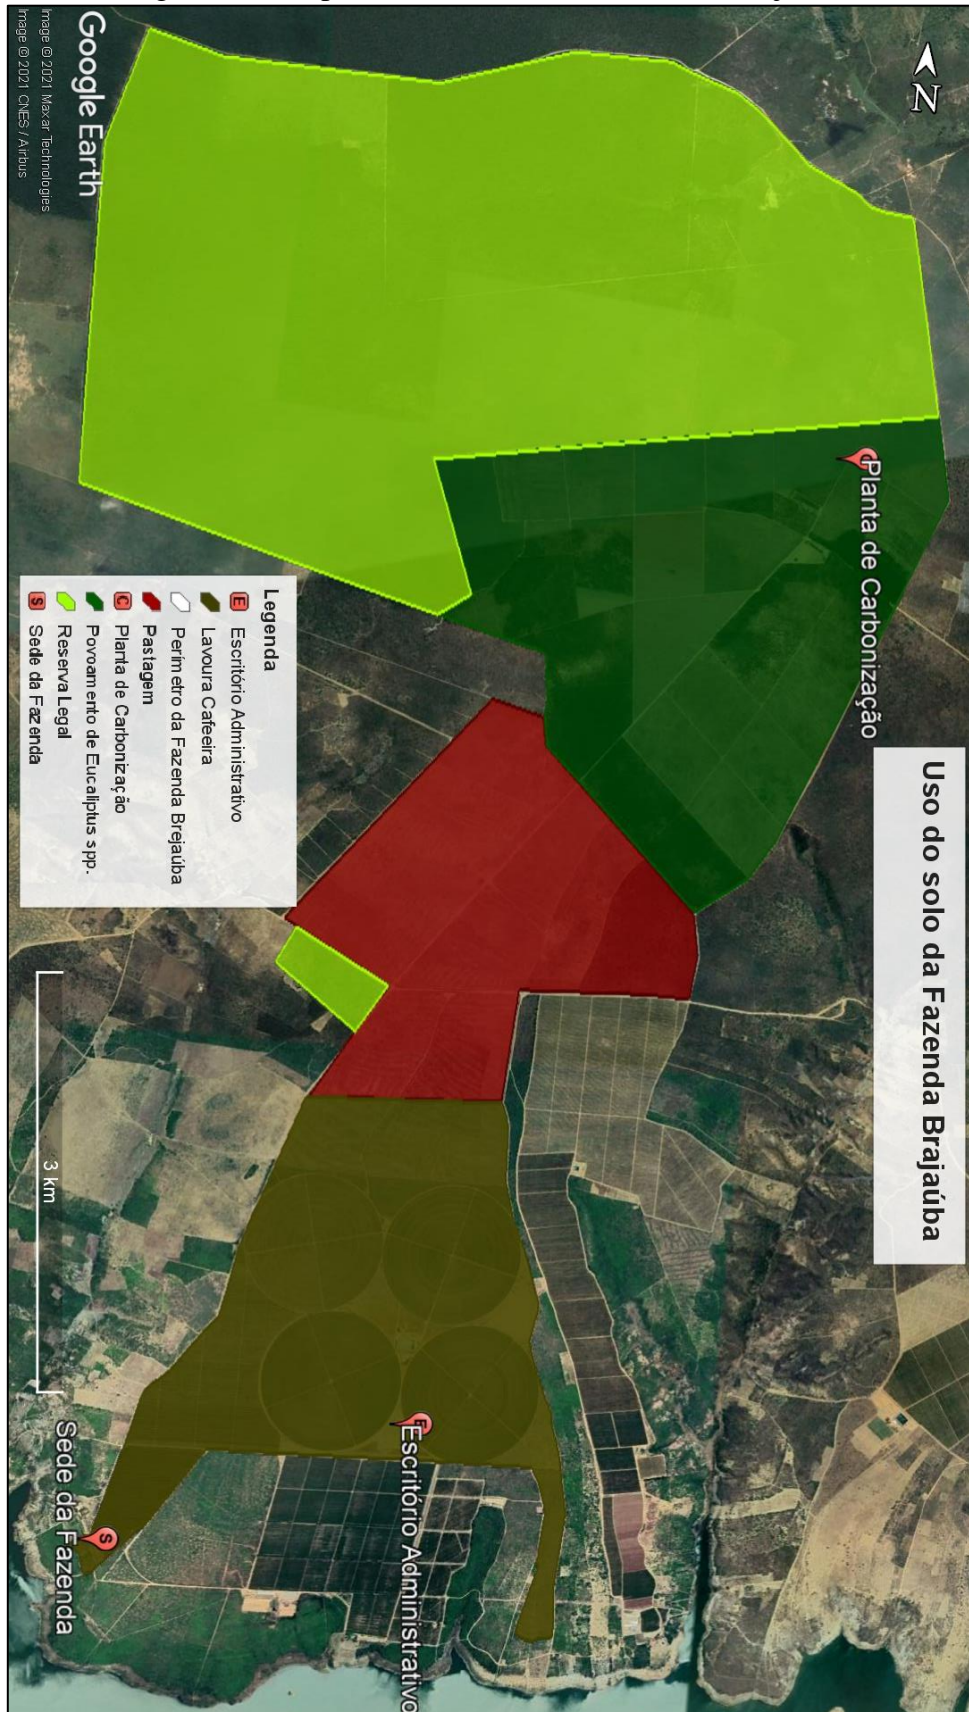 Uso do solo da Fazenda Brajaúba
N
Planta de Carbonização
Escritório Administrativo
Sede da Fazenda
Legenda
Escritório Administrativo
Lavoura Cafeeira
Perímetro da Fazenda Brejaúba
Pastagem
Planta de Carbonização
Povoamento de Eucaliptus spp.
Reserva Legal
Sede da Fazenda
3 km
Google Earth
Image © 2021 Maxar Technologies
Image © 2021 CNES / Airbus